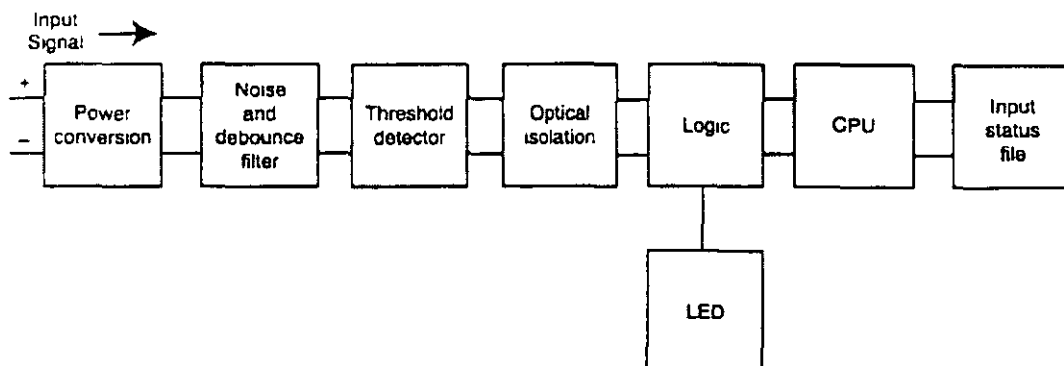 Input
Signal
+
−
Power
conversion
Noise
and
debounce
filter
Threshold
detector
Optical
isolation
Logic
CPU
Input
status
file
LED